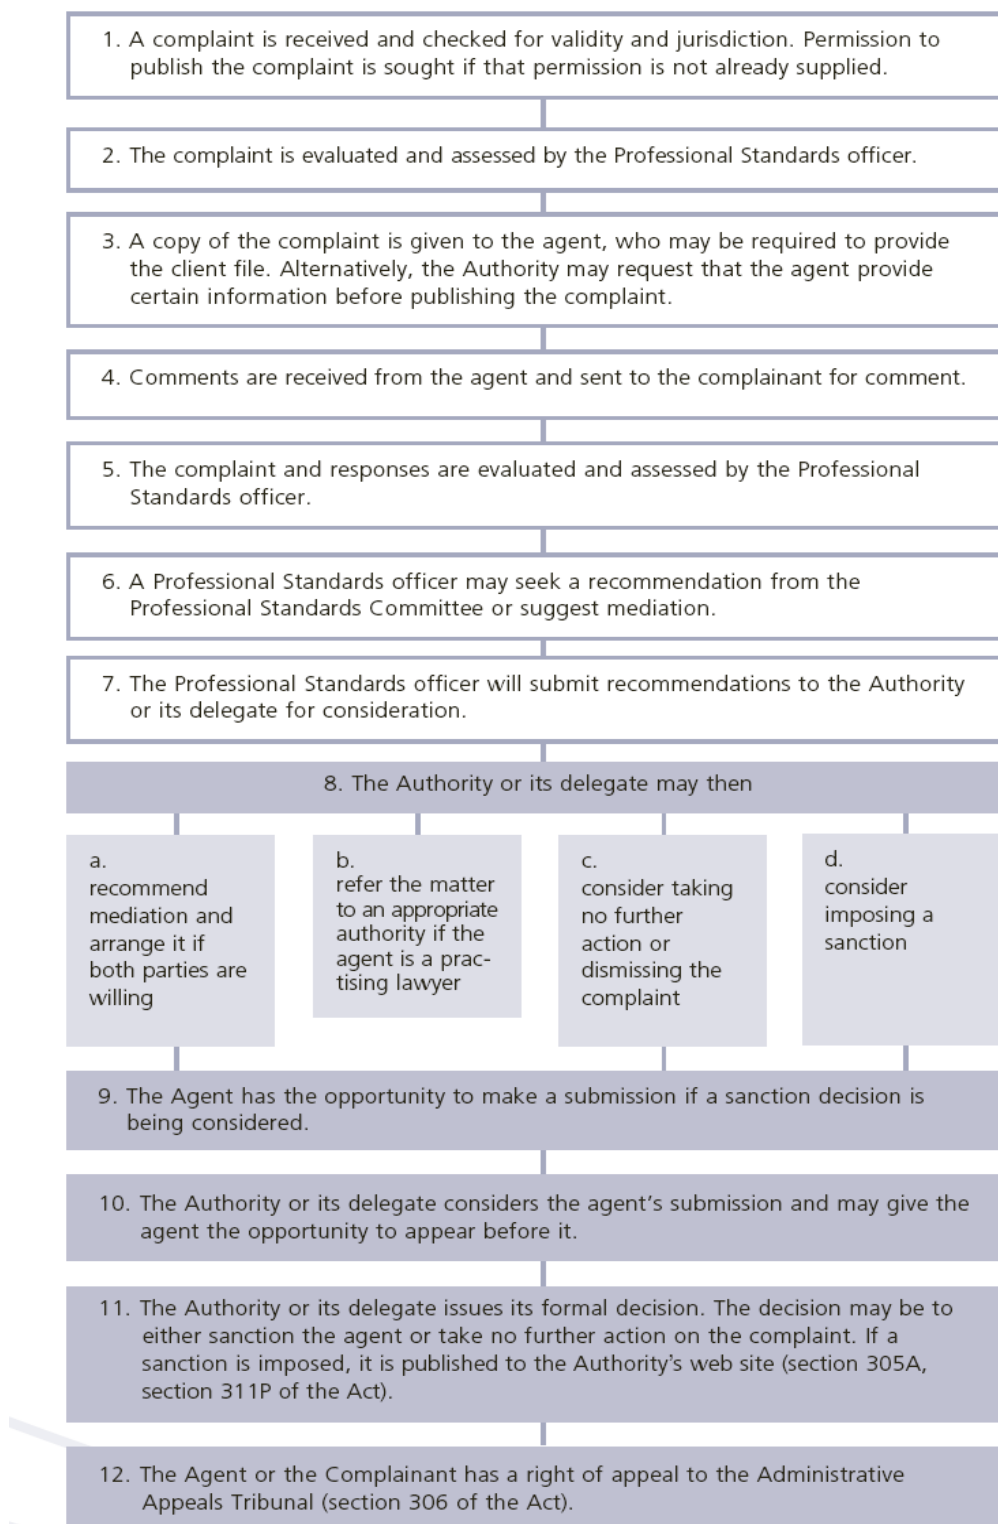 1. A complaint is received and checked for validity and jurisdiction. Permission to
publish the complaint is sought if that permission is not already supplied.
2. The complaint is evaluated and assessed by the Professional Standards officer.
3. A copy of the complaint is given to the agent, who may be required to provide
the client file. Alternatively, the Authority may request that the agent provide
certain information before publishing the complaint.
4. Comments are received from the agent and sent to the complainant for comment.
5. The complaint and responses are evaluated and assessed by the Professional
Standards officer.
6. A Professional Standards officer may seek a recommendation from the
Professional Standards Committee or suggest mediation.
7. The Professional Standards officer will submit recommendations to the Authority
or its delegate for consideration.
8. The Authority or its delegate may then
a.
recommend
mediation and
arrange it if
both parties are
willing
b.
refer the matter
to an appropriate
authority if the
agent is a prac-
tising lawyer
c.
consider taking
no further
action or
dismissing the
complaint
d.
consider
imposing a
sanction
9. The Agent has the opportunity to make a submission if a sanction decision is
being considered.
10. The Authority or its delegate considers the agent's submission and may give the
agent the opportunity to appear before it.
11. The Authority or its delegate issues its formal decision. The decision may be to
either sanction the agent or take no further action on the complaint. If a
sanction is imposed, it is published to the Authority's web site (section 305A,
section 311P of the Act).
12. The Agent or the Complainant has a right of appeal to the Administrative
Appeals Tribunal (section 306 of the Act).